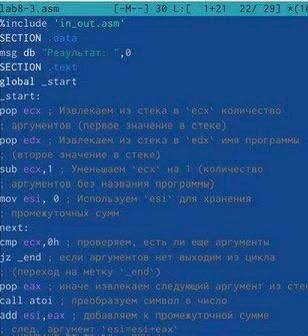 lab8-3.asm [-M--] 30 L:[ 1+21 22/ 29] *(10
%include 'in_out.asm'
SECTION .data
msg db "Результат: ",0
SECTION .text
global _start
_start:
pop ecx ; Извлекаем из стека в 'ecx' количество
; аргументов (первое значение в стеке)
pop edx ; Извлекаем из стека в 'edx' имя программы
; (второе значение в стеке)
sub ecx,1 ; Уменьшаем 'ecx' на 1 (количество
; аргументов без названия программы)
mov esi, 0 ; Используем 'esi' для хранения
; промежуточных сумм
next:
cmp ecx,0h ; проверяем, есть ли еще аргументы
jz _end ; если аргументов нет выходим из цикла
; (переход на метку '_end')
pop eax ; иначе извлекаем следующий аргумент из стек
call atoi ; преобразуем символ в число
add esi,eax ; добавляем к промежуточной сумме
; след. аргумент 'esi=esi+eax'